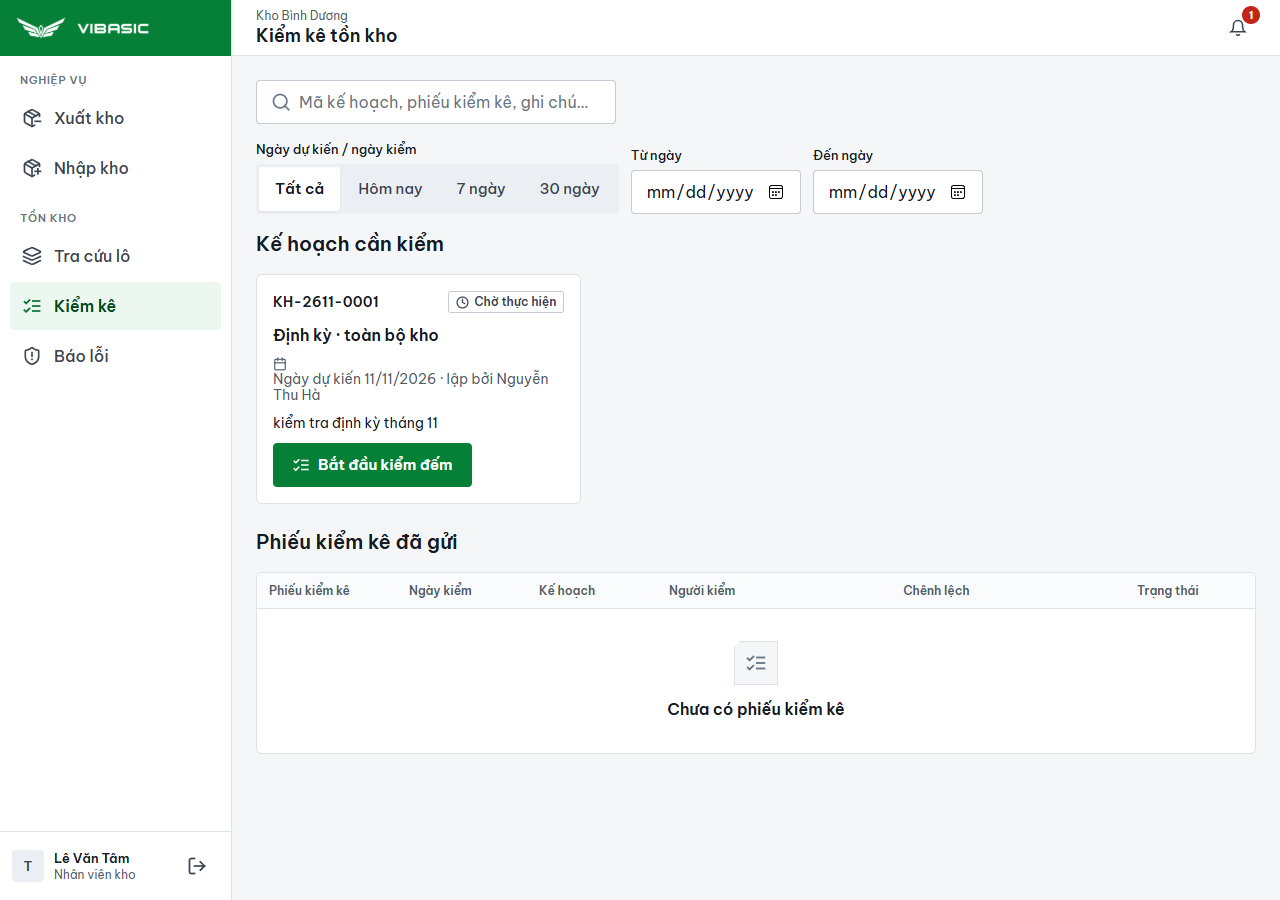 VIBASIC
Kho Bình Dương
Kiểm kê tồn kho
1
NGHIỆP VỤ
Xuất kho
Nhập kho
TỒN KHO
Tra cứu lô
Kiểm kê
Báo lỗi
Mã kế hoạch, phiếu kiểm kê, ghi chú...
Ngày dự kiến / ngày kiểm
Tất cả Hôm nay 7 ngày 30 ngày
Từ ngày
mm/dd/yyyy
Đến ngày
mm/dd/yyyy
Kế hoạch cần kiểm
KH-2611-0001 Chờ thực hiện
Định kỳ · toàn bộ kho
Ngày dự kiến 11/11/2026 · lập bởi Nguyễn
Thu Hà
kiểm tra định kỳ tháng 11
Bắt đầu kiểm đếm
Phiếu kiểm kê đã gửi
Phiếu kiểm kê Ngày kiểm Kế hoạch Người kiểm Chênh lệch Trạng thái
Chưa có phiếu kiểm kê
T
Lê Văn Tâm
Nhân viên kho